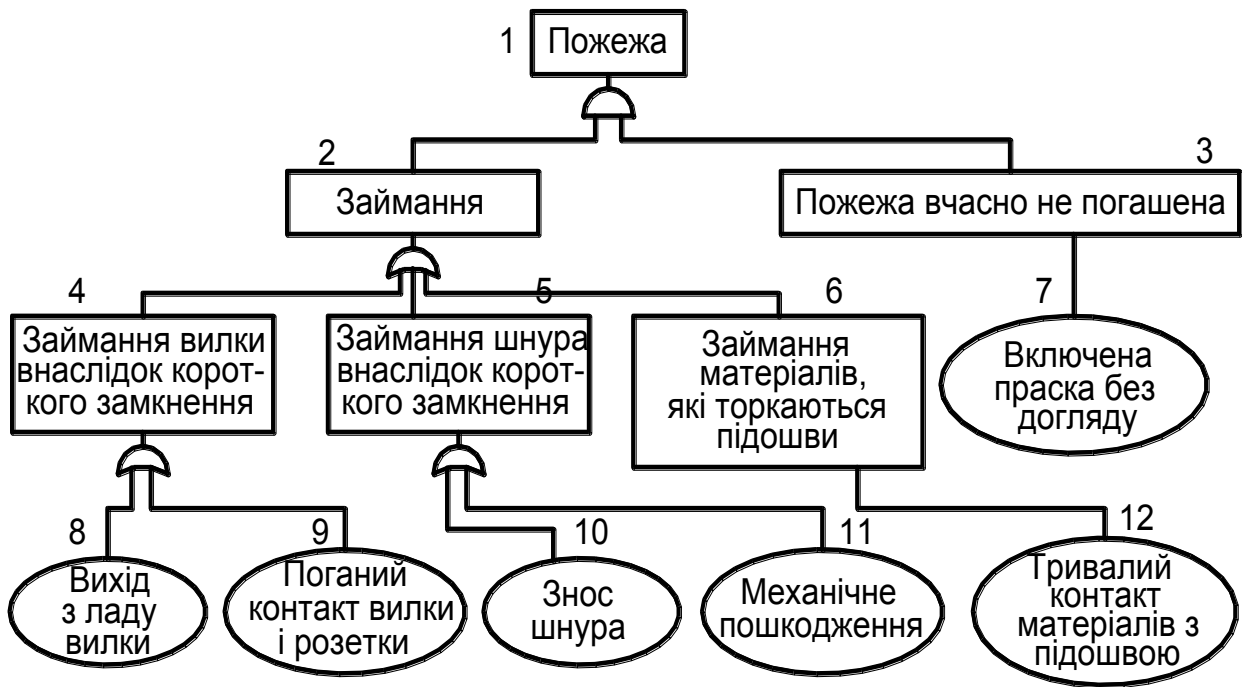 1
Пожежа
2
Займання
3
Пожежа вчасно не погашена
4
Займання вилки
внаслідок корот-
кого замкнення
5
Займання шнура
внаслідок корот-
кого замкнення
6
Займання
матеріалів,
які торкаються
підошви
7
Включена
праска без
догляду
8
Вихід
з ладу
вилки
9
Поганий
контакт вилки
і розетки
10
Знос
шнура
11
Механічне
пошкодження
12
Тривалий
контакт
матеріалів з
підошвою